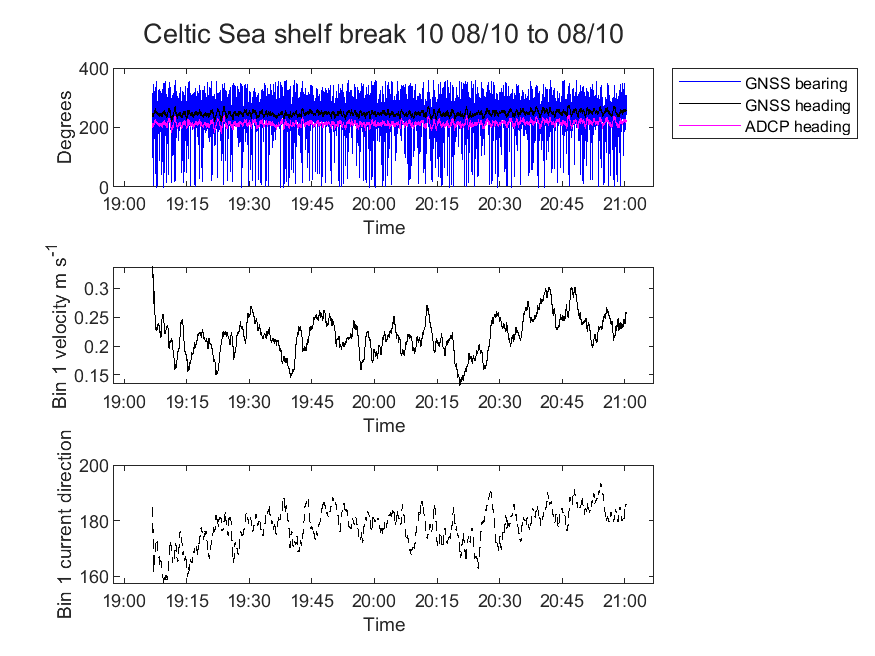 Celtic Sea shelf break 10 08/10 to 08/10
400
200
0
Degrees
19:00 19:15 19:30 19:45 20:00 20:15 20:30 20:45 21:00
Time
GNSS bearing
GNSS heading
ADCP heading
0.3
0.25
0.2
0.15
Bin 1 velocity m s-1
19:00 19:15 19:30 19:45 20:00 20:15 20:30 20:45 21:00
Time
200
180
160
Bin 1 current direction
19:00 19:15 19:30 19:45 20:00 20:15 20:30 20:45 21:00
Time